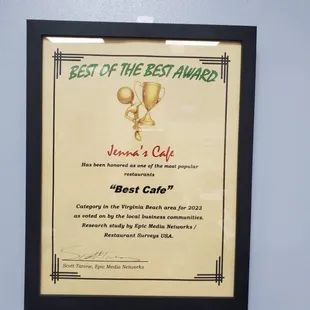 BEST OF THE BEST AWARD
Jenna's Cafe
Has been honored as one of the most popular
restaurants
"Best Cafe"
Category in the Virginia Beach area for 2023
as voted on by the local business communities.
Research study by Epic Media Networks /
Restaurant Surveys USA.
Scott Tarone, Epic Media Networks